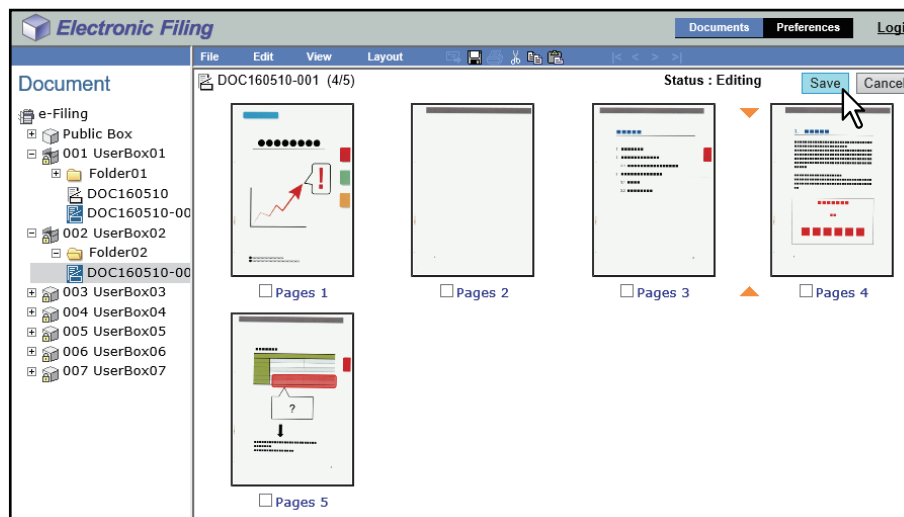 Electronic Filing
Documents Preferences Logi
File Edit View Layout
Document
DOC160510-001 (4/5) Status : Editing Save Cancel
e-Filing
Public Box
001 UserBox01
Folder01
DOC160510
DOC160510-00
002 UserBox02
Folder02
DOC160510-00
003 UserBox03
004 UserBox04
005 UserBox05
006 UserBox06
007 UserBox07
!
Pages 1
Pages 2
Pages 3
1.
Pages 4
?
Pages 5